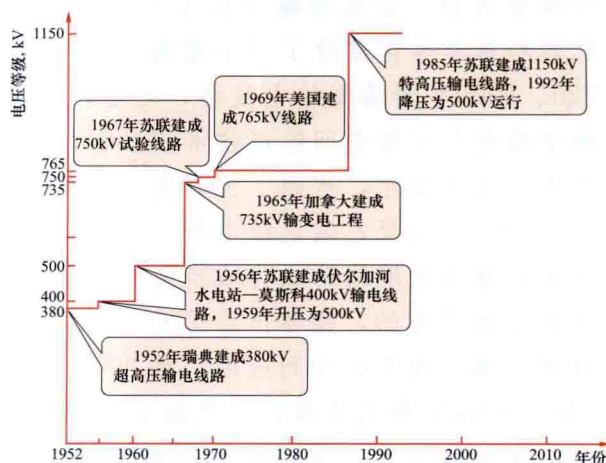 电压等级, kV
1150
765
750
735
500
400
380
1985年苏联建成1150kV
特高压输电线路，1992年
降压为500kV运行
1969年美国建
成765kV线路
1967年苏联建成
750kV试验线路
1965年加拿大建成
735kV输变电工程
1956年苏联建成伏尔加河
水电站—莫斯科400kV输电线
路，1959年升压为500kV
1952年瑞典建成380kV
超高压输电线路
1952 1960 1970 1980 1990 2000 2010 年份